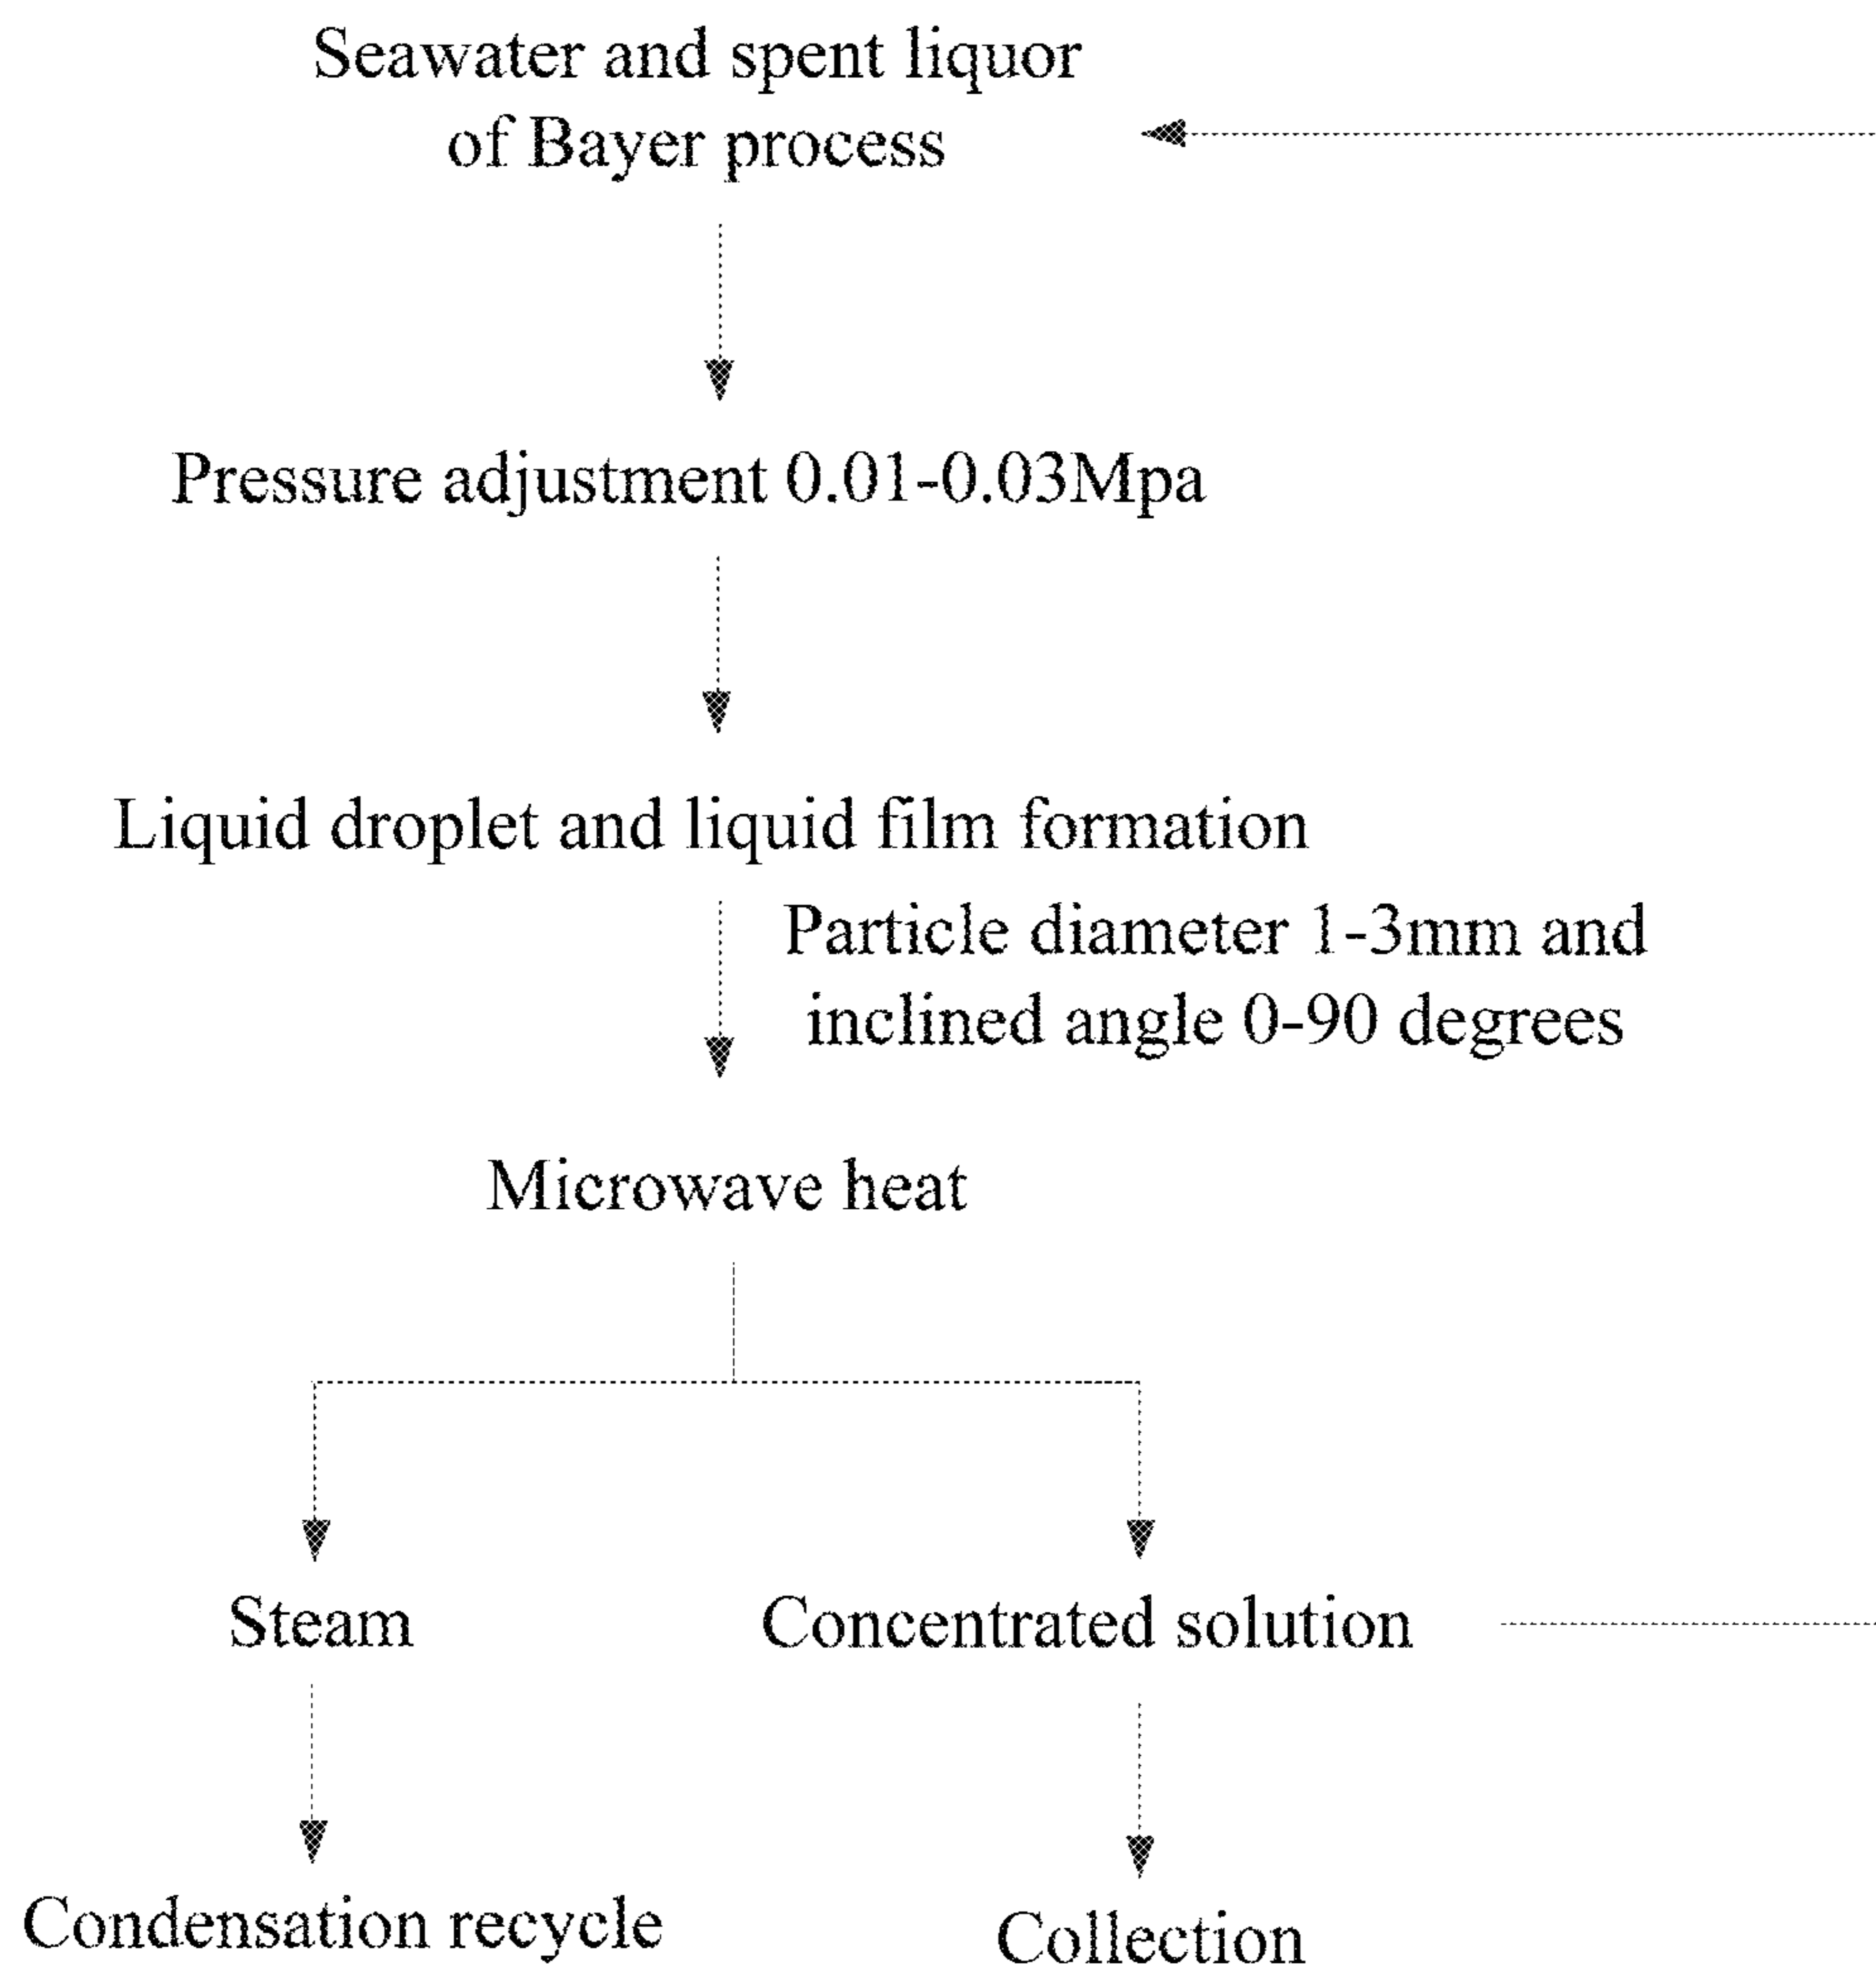 Seawater and spent liquor
of Bayer process
Pressure adjustment 0.01-0.03Mpa
Liquid droplet and liquid film formation
Particle diameter 1-3mm and
inclined angle 0-90 degrees
Microwave heat
Steam
Concentrated solution
Condensation recycle
Collection